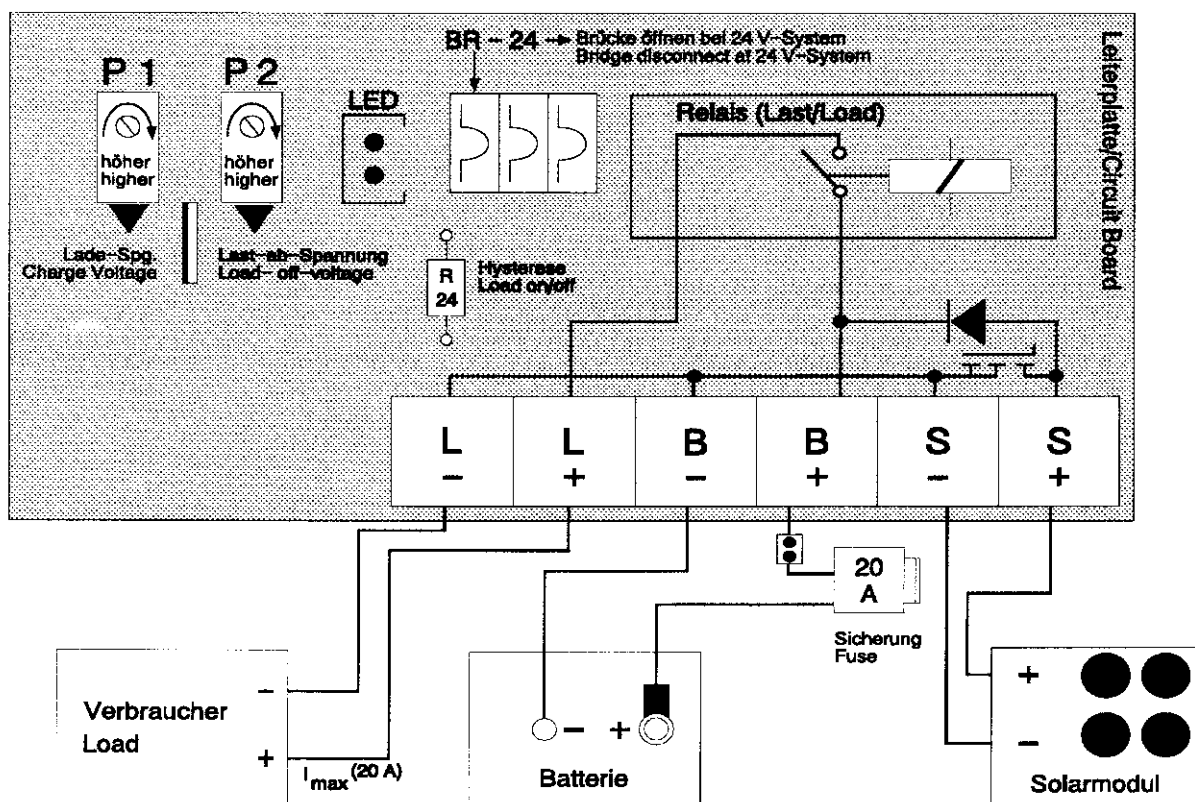 BR - 24 → Brücke öffnen bei 24 V-System
Bridge disconnect at 24 V-System
P 1
P 2
LED
höher
higher
höher
higher
Relais (Last/Load)
Leiterplatte/Circuit Board
Lade-Spg.
Charge Voltage
Last-ab-Spannung
Load- off-voltage
R
24
Hysterese
Load on/off
L
-
L
+
B
-
B
+
S
-
S
+
20
A
Sicherung
Fuse
Verbraucher
Load
-
+
I max (20 A)
- +
Batterie
+
-
Solarmodul